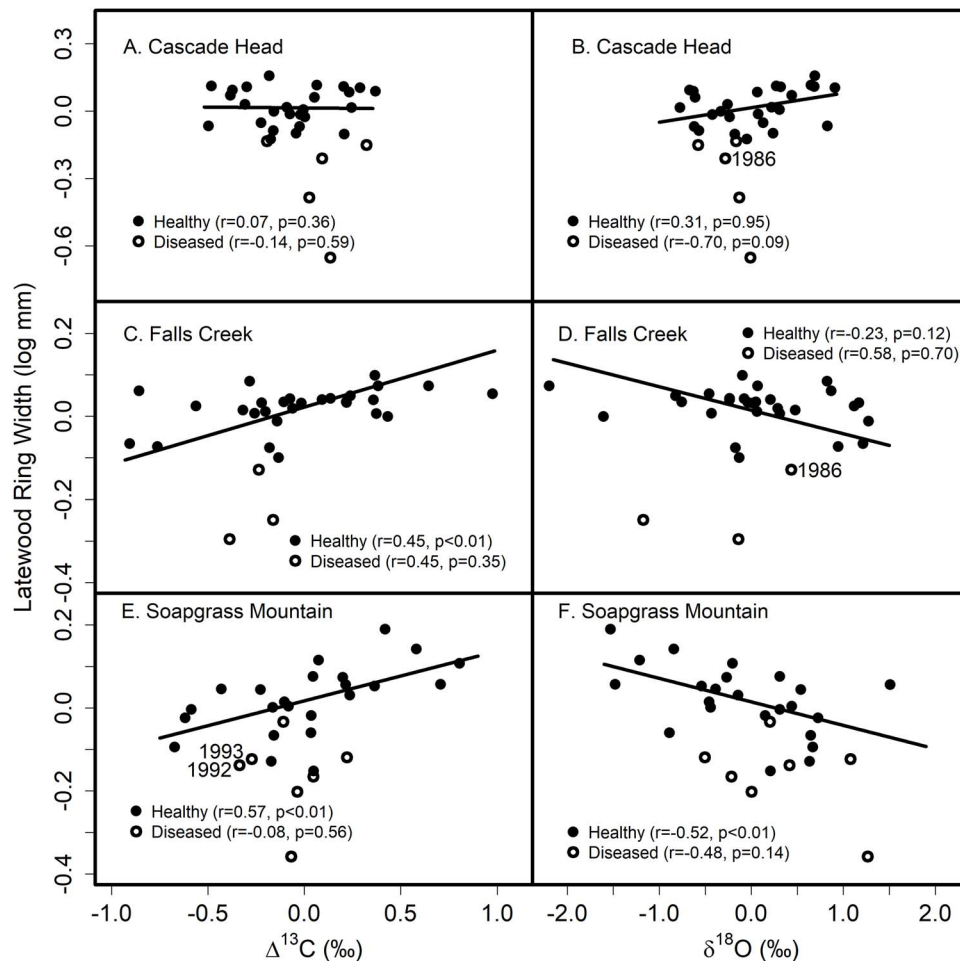 A. Cascade Head
B. Cascade Head
0.3
0.0
-0.3
-0.6
1986
Healthy (r=0.07, p=0.36)
Diseased (r=-0.14, p=0.59)
Healthy (r=0.31, p=0.95)
Diseased (r=-0.70, p=0.09)
Latewood Ring Width (log mm)
C. Falls Creek
D. Falls Creek
Healthy (r=-0.23, p=0.12)
Diseased (r=0.58, p=0.70)
0.2
0.0
-0.2
-0.4
1986
Healthy (r=0.45, p<0.01)
Diseased (r=0.45, p=0.35)
E. Soapgrass Mountain
F. Soapgrass Mountain
0.2
0.0
-0.2
-0.4
1993
1992
Healthy (r=0.57, p<0.01)
Diseased (r=-0.08, p=0.56)
Healthy (r=-0.52, p<0.01)
Diseased (r=-0.48, p=0.14)
-1.0 -0.5 0.0 0.5 1.0
-2.0 -1.0 0.0 1.0 2.0
Δ¹³C (‰)
δ¹⁸O (‰)